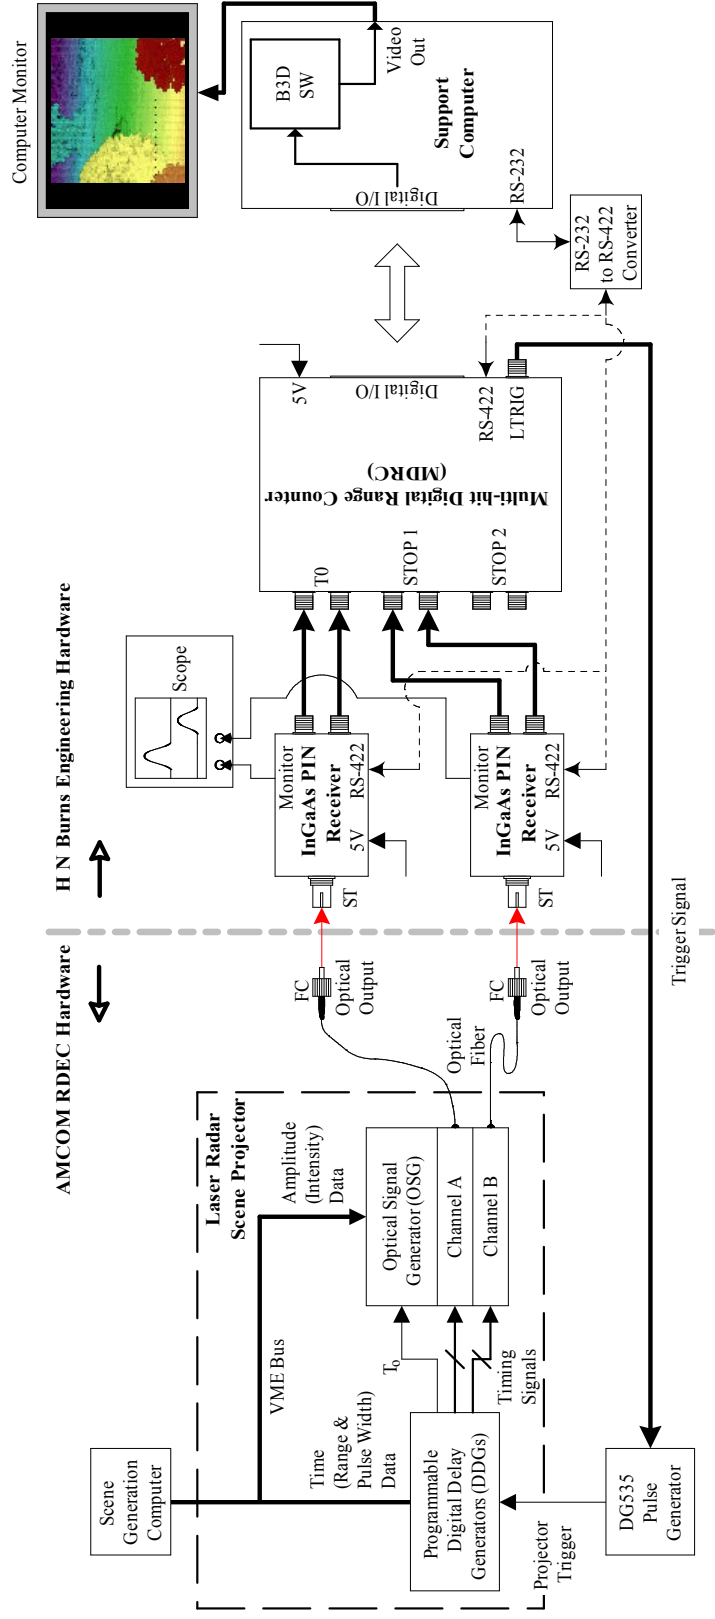 AMCOM RDEC Hardware
H N Burns Engineering Hardware
Scene
Generation
Computer
VME Bus
Time
(Range &
Pulse Width)
Data
Amplitude
(Intensity)
Data
Laser Radar
Scene Projector
Programmable
Digital Delay
Generators (DDGs)
To
Timing
Signals
Optical Signal
Generator (OSG)
Channel A
Channel B
Projector
Trigger
DG535
Pulse
Generator
Optical
Fiber
FC
Optical
Output
FC
Optical
Output
ST
ST
Monitor
InGaAs PIN
Receiver
5V
RS-422
Monitor
InGaAs PIN
Receiver
5V
RS-422
Scope
Trigger Signal
T0
STOP 1
STOP 2
Multi-hit Digital Range Counter
(MDRC)
5V
Digital I/O
RS-422
LTRIG
RS-232
to RS-422
Converter
Digital I/O
RS-232
B3D
SW
Video
Out
Support
Computer
Computer Monitor